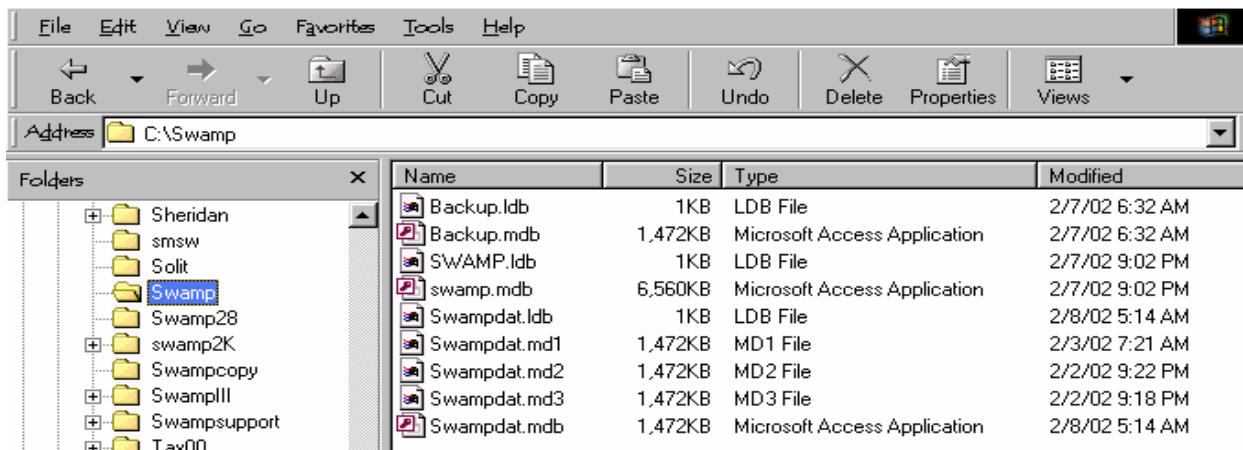 File Edit View Go Favorites Tools Help
Back Forward Up Cut Copy Paste Undo Delete Properties Views
Address C:\Swamp
Folders x Name Size Type Modified
Sheridan
smsw
Solit
Swamp
Swamp28
swamp2K
Swampcopy
SwampIII
Swampsupport
Tax00
Backup.ldb 1KB LDB File 2/7/02 6:32 AM
Backup.mdb 1,472KB Microsoft Access Application 2/7/02 6:32 AM
SWAMP.ldb 1KB LDB File 2/7/02 9:02 PM
swamp.mdb 6,560KB Microsoft Access Application 2/7/02 9:02 PM
Swampdat.ldb 1KB LDB File 2/8/02 5:14 AM
Swampdat.md1 1,472KB MD1 File 2/3/02 7:21 AM
Swampdat.md2 1,472KB MD2 File 2/2/02 9:22 PM
Swampdat.md3 1,472KB MD3 File 2/2/02 9:18 PM
Swampdat.mdb 1,472KB Microsoft Access Application 2/8/02 5:14 AM